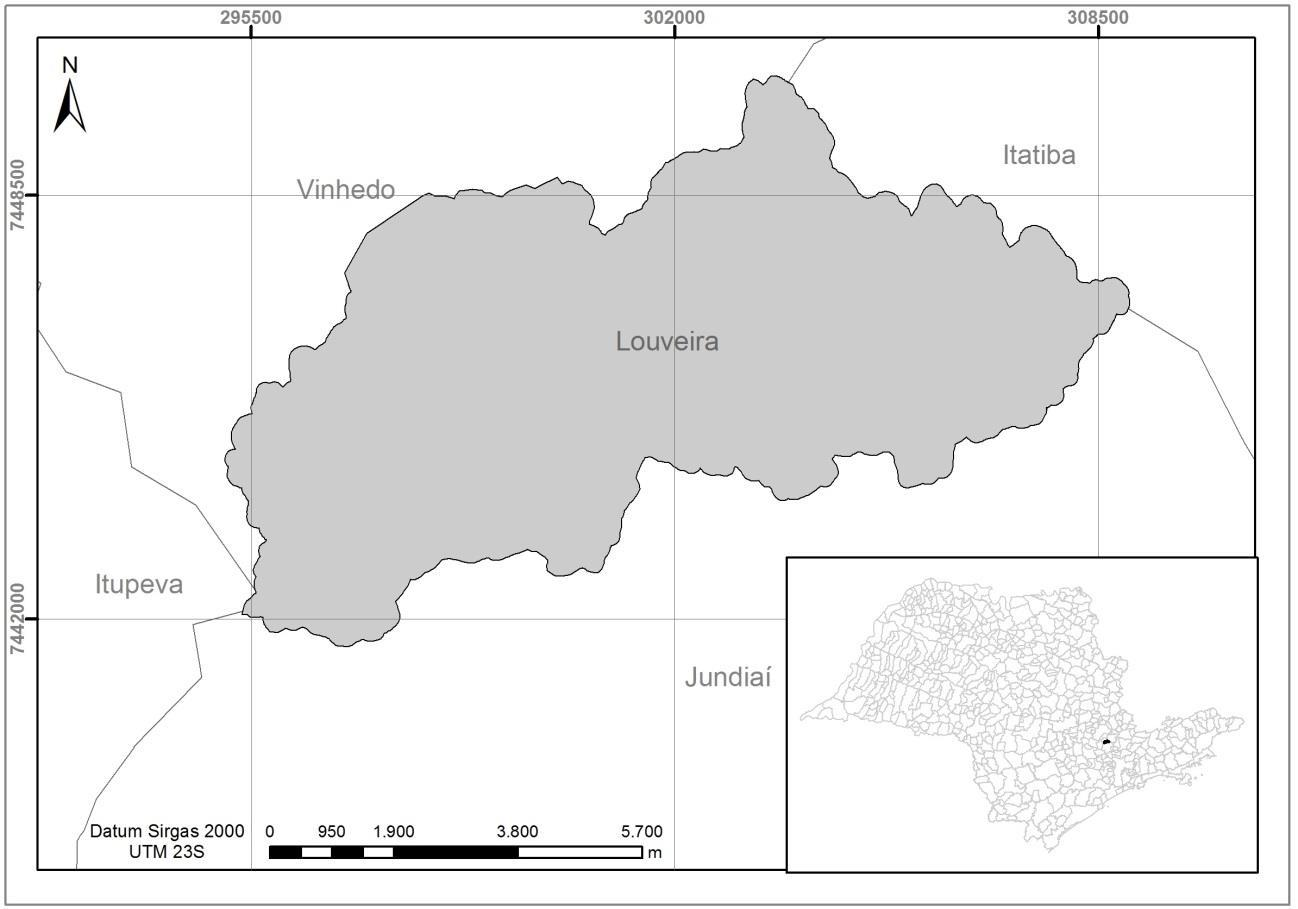 295500 302000 308500
N
Itatiba
7448500
Vinhedo
Louveira
Itupeva
7442000
Jundiaí
Datum Sirgas 2000
UTM 23S
0 950 1.900 3.800 5.700
m